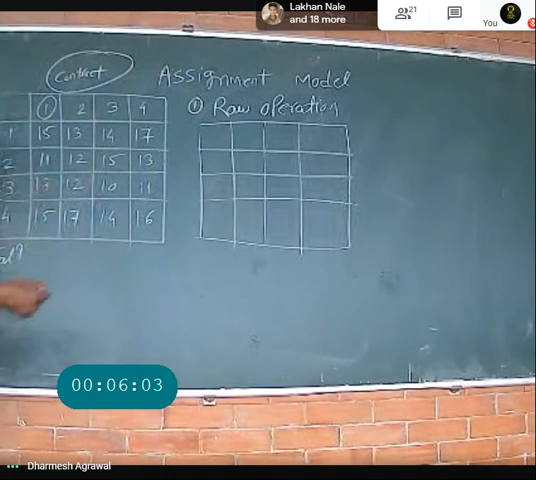 Lakhan Nale
and 18 more
21
You
Contract
Assignment Model
① 2 3 4
① Raw operation
1 15 13 14 17
2 11 12 15 13
3 13 12 10 11
4 15 17 14 16
00:06:03
Dharmesh Agrawal